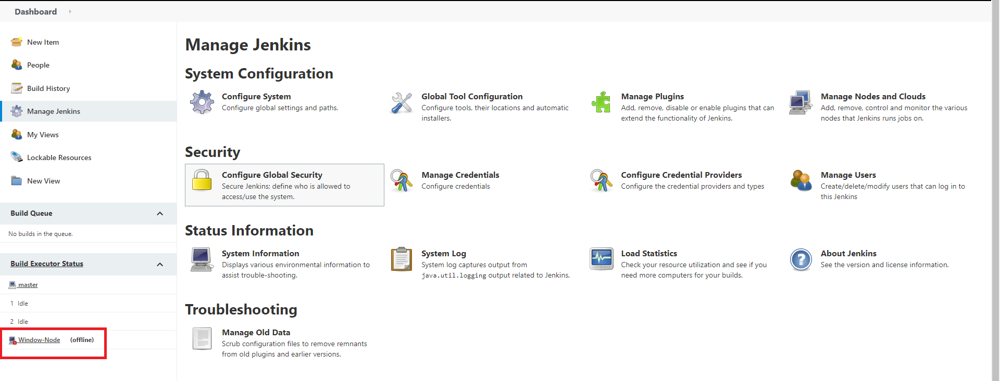 Dashboard
New Item
People
Build History
Manage Jenkins
My Views
Lockable Resources
New View
Build Queue
No builds in the queue.
Build Executor Status
master
1 Idle
2 Idle
Window-Node (offline)
Manage Jenkins
System Configuration
Configure System
Configure global settings and paths.
Global Tool Configuration
Configure tools, their locations and automatic
installers.
Manage Plugins
Add, remove, disable or enable plugins that can
extend the functionality of Jenkins.
Manage Nodes and Clouds
Add, remove, control and monitor the various
nodes that Jenkins runs jobs on.
Security
Configure Global Security
Secure Jenkins; define who is allowed to
access/use the system.
Manage Credentials
Configure credentials
Configure Credential Providers
Configure the credential providers and types
Manage Users
Create/delete/modify users that can log in to
this Jenkins
Status Information
System Information
Displays various environmental information to
assist trouble-shooting.
System Log
System log captures output from
java.util.logging output related to Jenkins.
Load Statistics
Check your resource utilization and see if you
need more computers for your builds.
About Jenkins
See the version and license information.
Troubleshooting
Manage Old Data
Scrub configuration files to remove remnants
from old plugins and earlier versions.